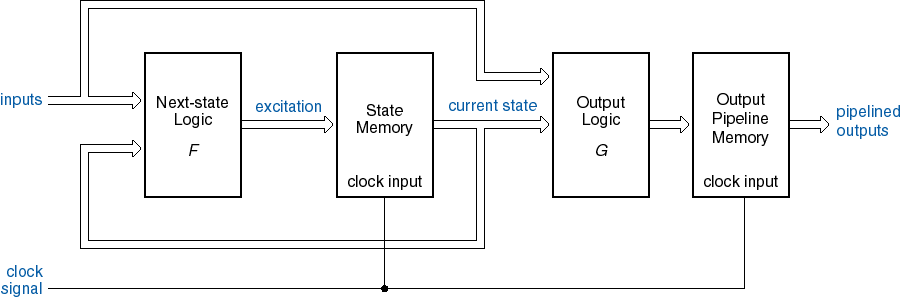 inputs
Next-state
Logic
F
excitation
State
Memory
clock input
current state
Output
Logic
G
Output
Pipeline
Memory
clock input
pipelined
outputs
clock
signal